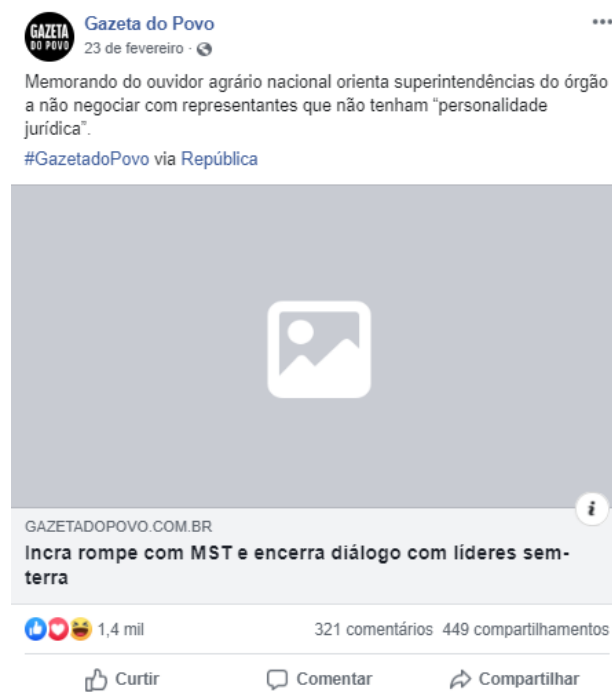 GAZETA
DO POVO
Gazeta do Povo
23 de fevereiro ·
Memorando do ouvidor agrário nacional orienta superintendências do órgão
a não negociar com representantes que não tenham “personalidade
jurídica”.
#GazetadoPovo via República
i
GAZETADOPOVO.COM.BR
Incra rompe com MST e encerra diálogo com líderes sem-
terra
1,4 mil 321 comentários 449 compartilhamentos
Curtir Comentar Compartilhar